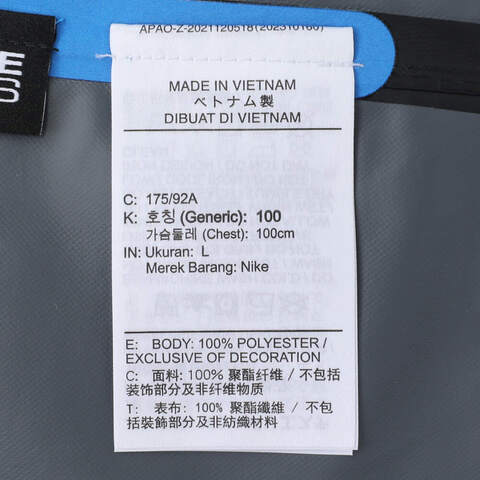 APAO-Z-2021120518(202310160)
MADE IN VIETNAM
ベトナム製
DIBUAT DI VIETNAM
C: 175/92A
K: 호칭 (Generic): 100
가슴둘레 (Chest): 100cm
IN: Ukuran: L
Merek Barang: Nike
E: BODY: 100% POLYESTER /
EXCLUSIVE OF DECORATION
C: 面料: 100% 聚酯纤维 / 不包括
装饰部分及非纤维物质
T: 表布: 100% 聚酯纖維 / 不包
括裝飾部分及非紡織材料